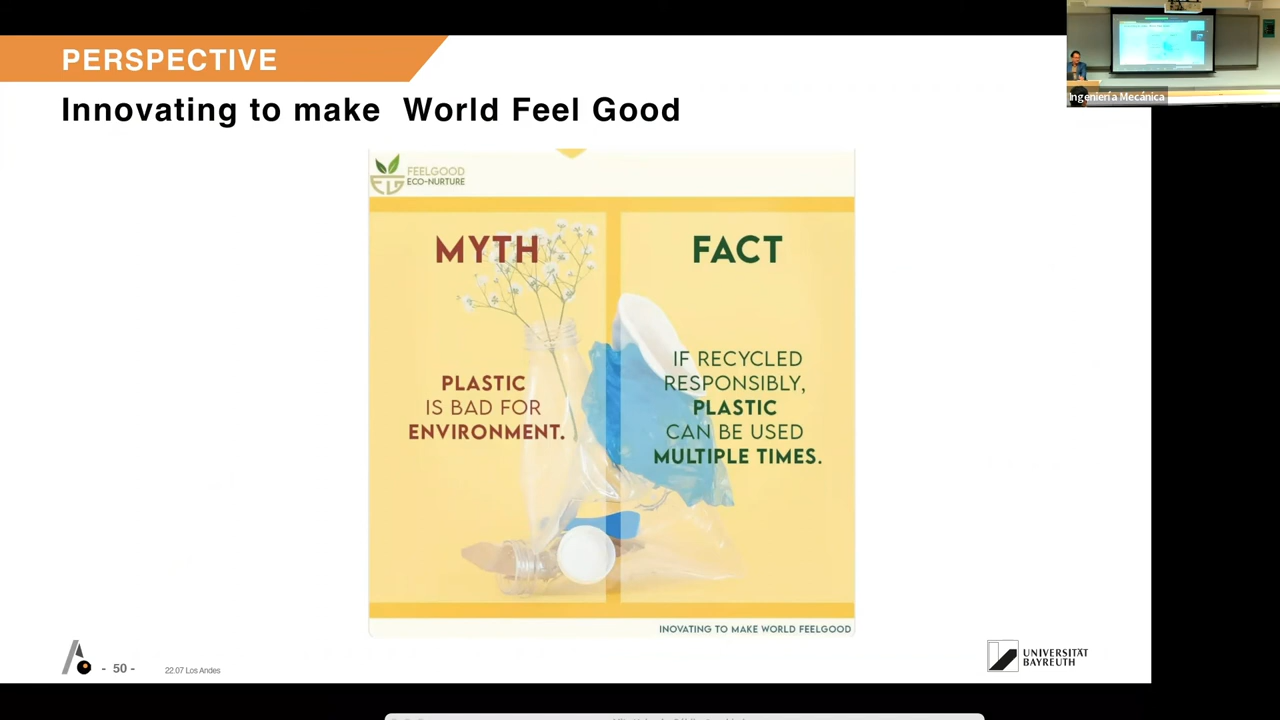 PERSPECTIVE
Innovating to make World Feel Good
Ingeniería Mecánica
FEELGOOD
ECO-NURTURE
MYTH
PLASTIC
IS BAD FOR
ENVIRONMENT.
FACT
IF RECYCLED
RESPONSIBLY,
PLASTIC
CAN BE USED
MULTIPLE TIMES.
INOVATING TO MAKE WORLD FEELGOOD
- 50 -
22.07 Los Andes
UNIVERSITÄT
BAYREUTH